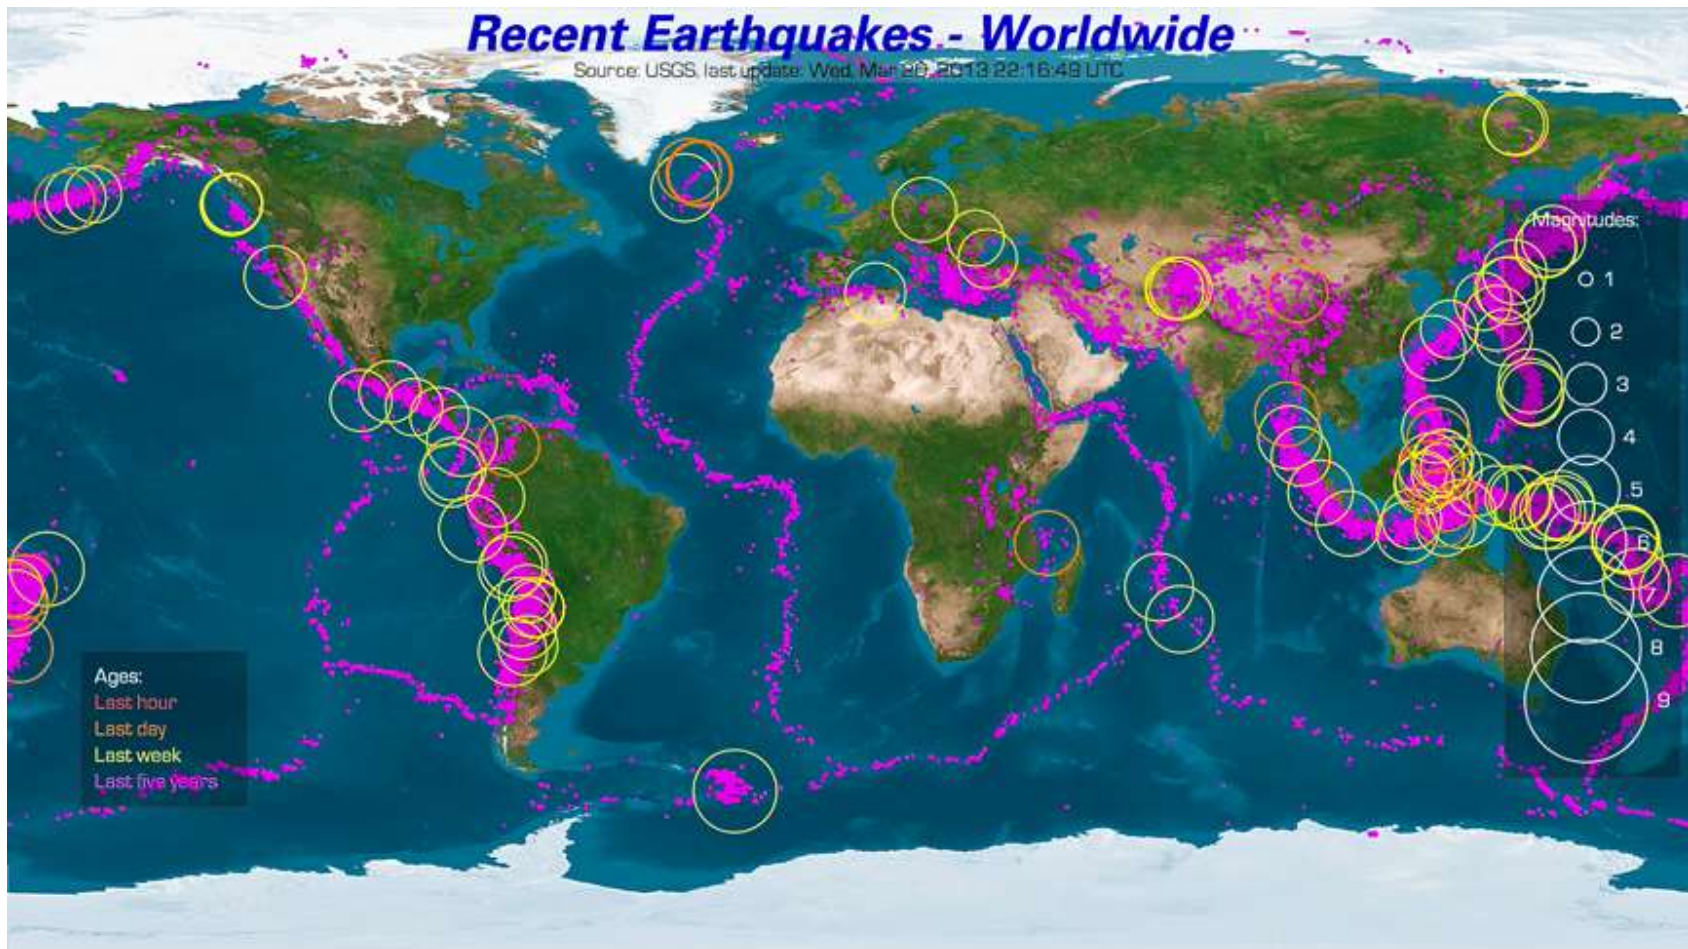 Recent Earthquakes - Worldwide
Source: USGS, last update: Wed, Mar 20, 2013 22:16:49 UTC
Magnitudes:
1
2
3
4
5
6
7
8
9
Ages:
Last hour
Last day
Last week
Last five years